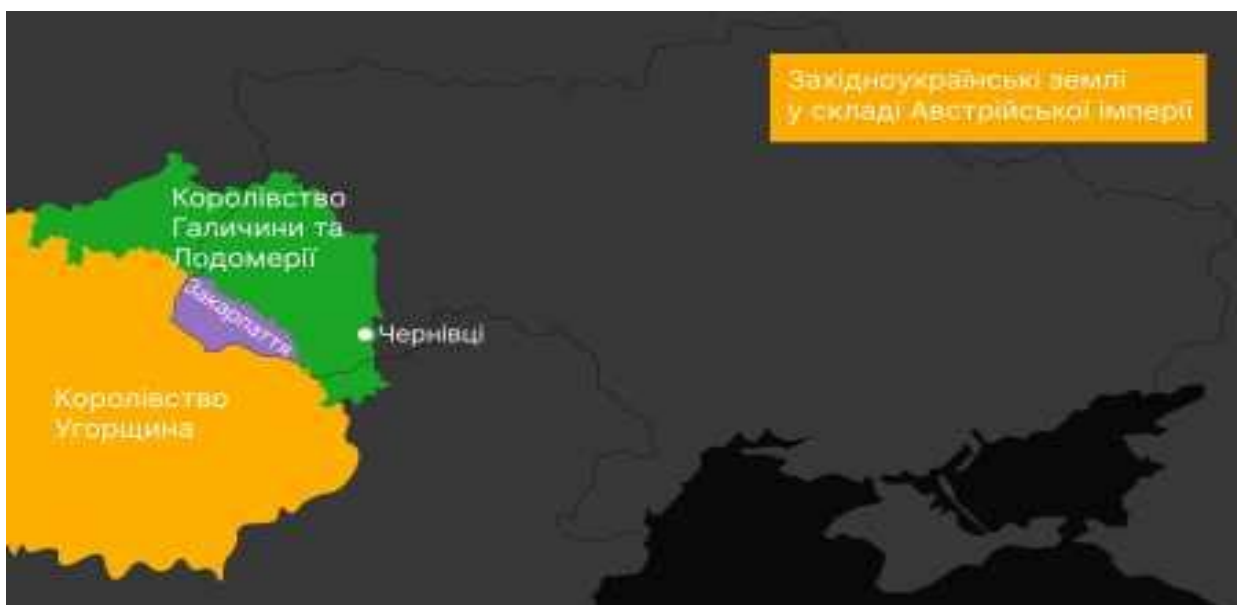 Західноукраїнські землі
у складі Австрійської імперії
Королівство
Галичини та
Лодомерії
Закарпаття
Чернівці
Королівство
Угорщина